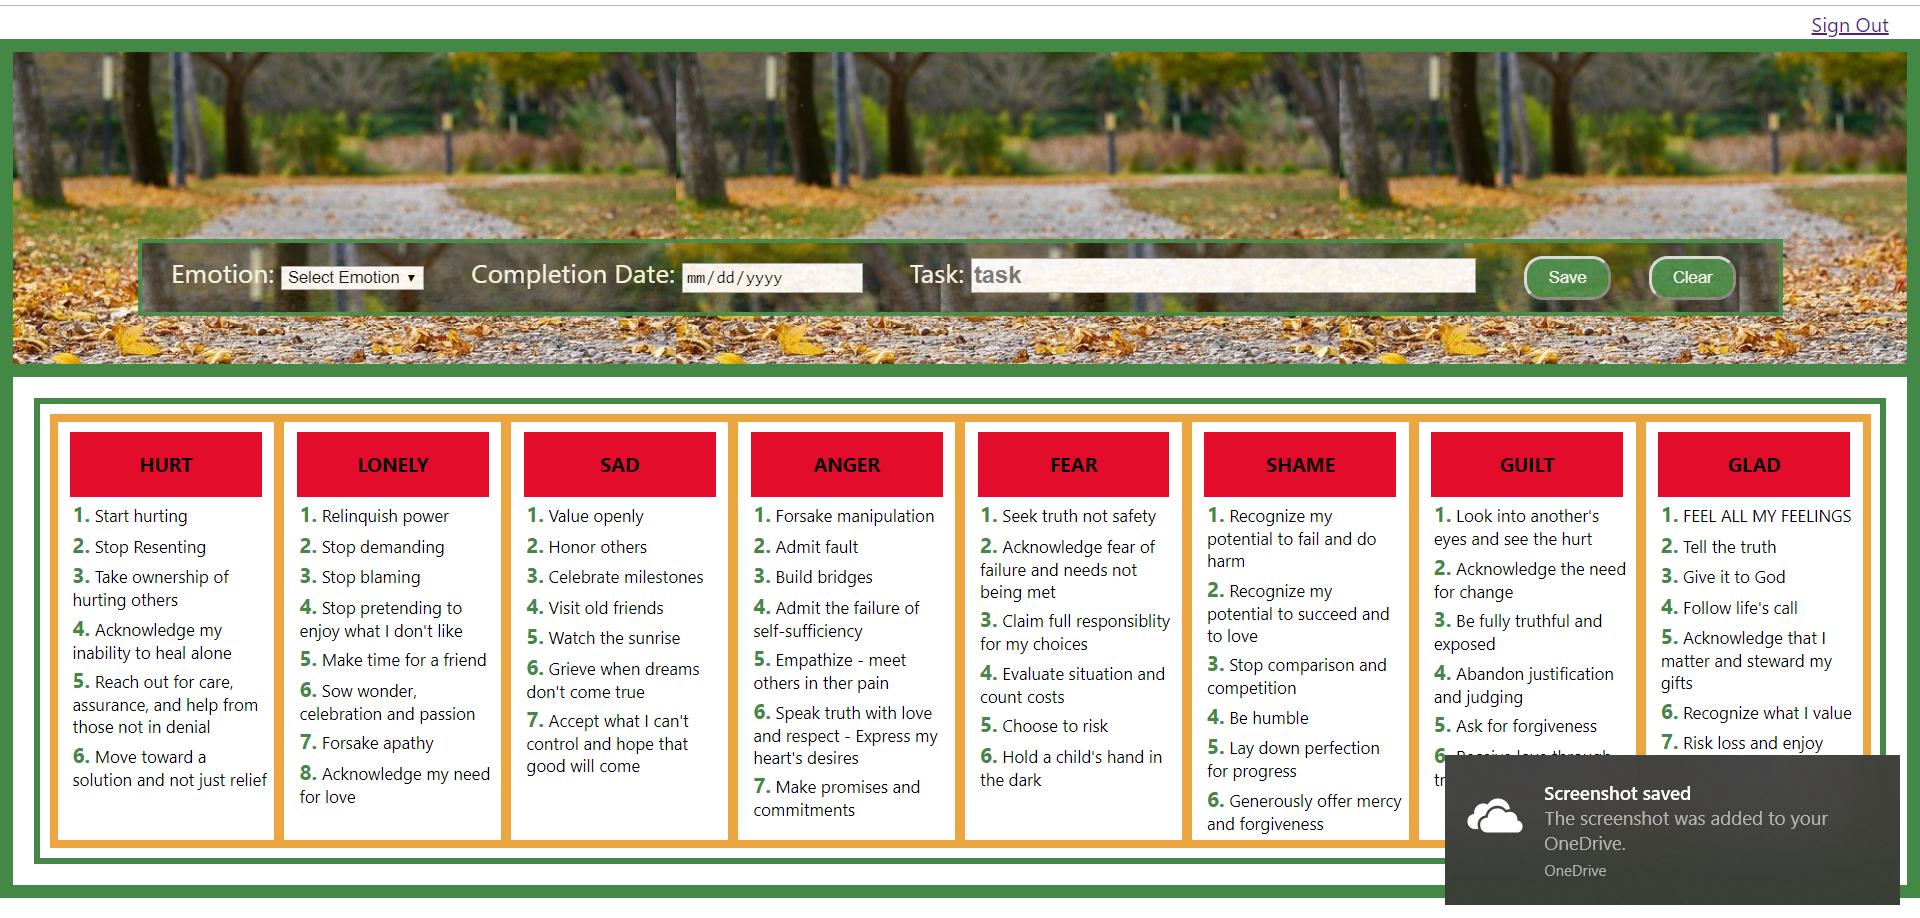 Sign Out
Emotion: Select Emotion Completion Date: mm/dd/yyyy Task: task Save Clear
HURT
1. Start hurting
2. Stop Resenting
3. Take ownership of
hurting others
4. Acknowledge my
inability to heal alone
5. Reach out for care,
assurance, and help from
those not in denial
6. Move toward a
solution and not just relief
LONELY
1. Relinquish power
2. Stop demanding
3. Stop blaming
4. Stop pretending to
enjoy what I don't like
5. Make time for a friend
6. Sow wonder,
celebration and passion
7. Forsake apathy
8. Acknowledge my need
for love
SAD
1. Value openly
2. Honor others
3. Celebrate milestones
4. Visit old friends
5. Watch the sunrise
6. Grieve when dreams
don't come true
7. Accept what I can't
control and hope that
good will come
ANGER
1. Forsake manipulation
2. Admit fault
3. Build bridges
4. Admit the failure of
self-sufficiency
5. Empathize - meet
others in ther pain
6. Speak truth with love
and respect - Express my
heart's desires
7. Make promises and
commitments
FEAR
1. Seek truth not safety
2. Acknowledge fear of
failure and needs not
being met
3. Claim full responsiblity
for my choices
4. Evaluate situation and
count costs
5. Choose to risk
6. Hold a child's hand in
the dark
SHAME
1. Recognize my
potential to fail and do
harm
2. Recognize my
potential to succeed and
to love
3. Stop comparison and
competition
4. Be humble
5. Lay down perfection
for progress
6. Generously offer mercy
and forgiveness
GUILT
1. Look into another's
eyes and see the hurt
2. Acknowledge the need
for change
3. Be fully truthful and
exposed
4. Abandon justification
and judging
5. Ask for forgiveness
6. Receive love through
GLAD
1. FEEL ALL MY FEELINGS
2. Tell the truth
3. Give it to God
4. Follow life's call
5. Acknowledge that I
matter and steward my
gifts
6. Recognize what I value
7. Risk loss and enjoy
Screenshot saved
The screenshot was added to your
OneDrive.
OneDrive